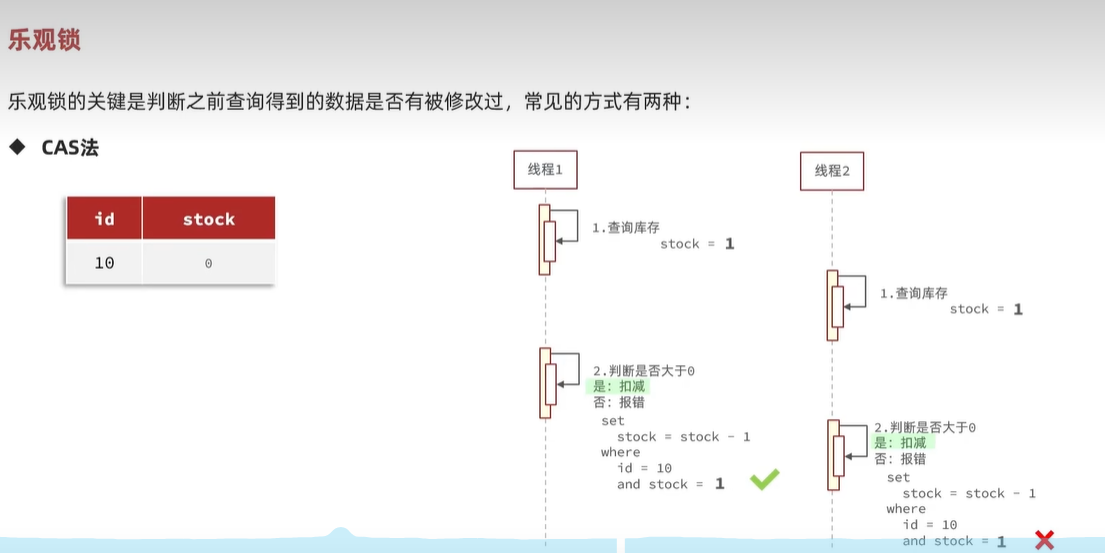 乐观锁
乐观锁的关键是判断之前查询得到的数据是否有被修改过，常见的方式有两种：
◆ CAS法
id stock
10 0
线程1
1.查询库存
stock = 1
2.判断是否大于0
是：扣减
否：报错
set
stock = stock - 1
where
id = 10
and stock = 1
线程2
1.查询库存
stock = 1
2.判断是否大于0
是：扣减
否：报错
set
stock = stock - 1
where
id = 10
and stock = 1